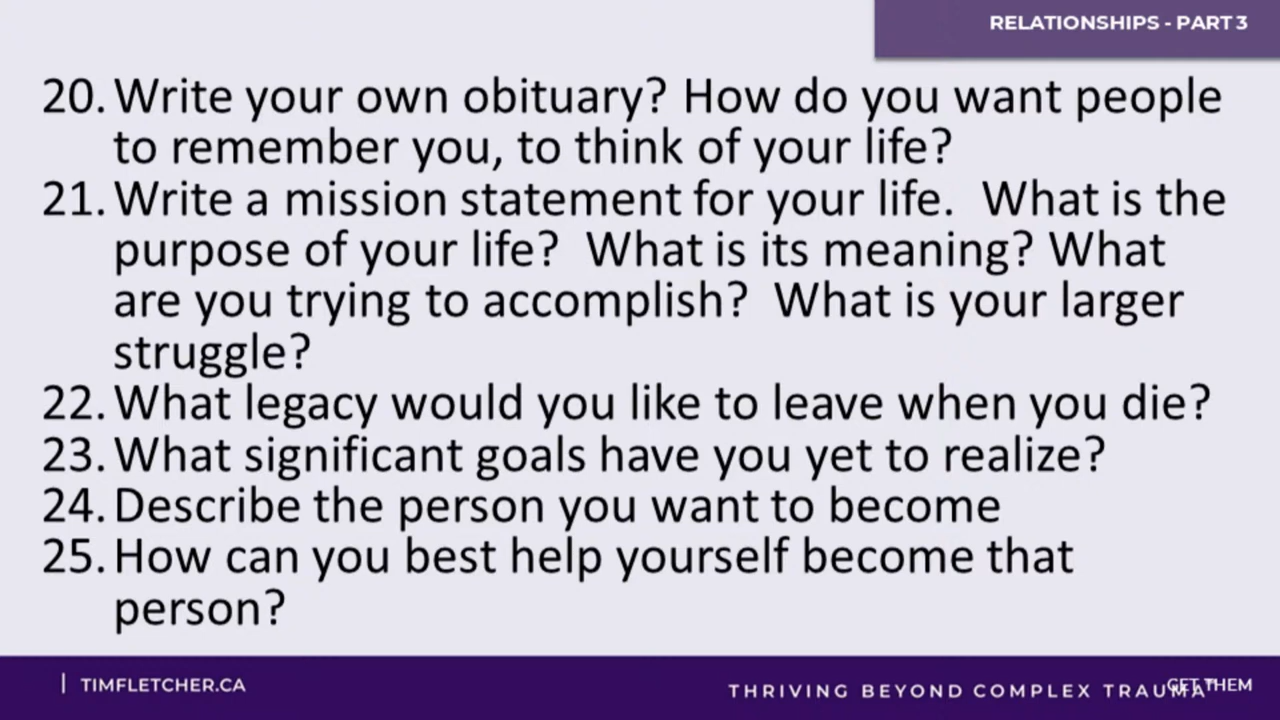 RELATIONSHIPS - PART 3
20. Write your own obituary? How do you want people
to remember you, to think of your life?
21. Write a mission statement for your life.  What is the
purpose of your life?  What is its meaning? What
are you trying to accomplish?  What is your larger
struggle?
22. What legacy would you like to leave when you die?
23. What significant goals have you yet to realize?
24. Describe the person you want to become
25. How can you best help yourself become that
person?
| TIMFLETCHER.CA
THRIVING BEYOND COMPLEX TRAUMA
GET THEM